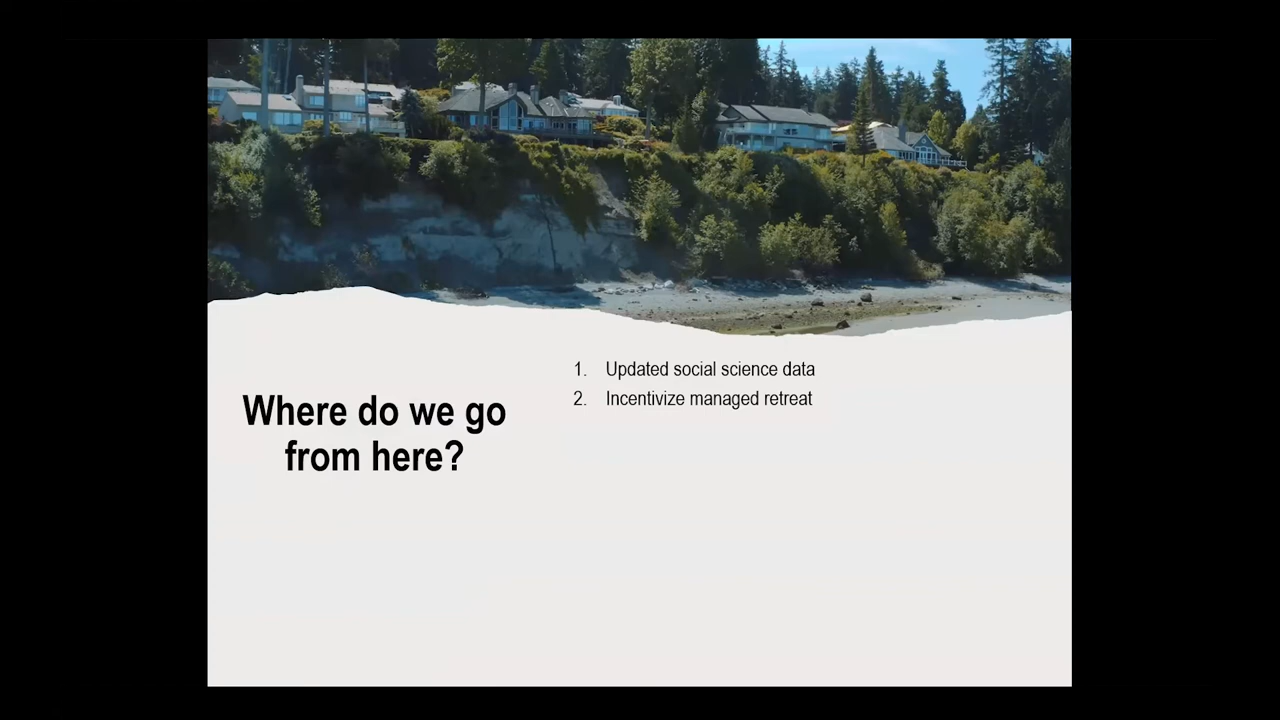 Where do we go
from here?
1. Updated social science data
2. Incentivize managed retreat